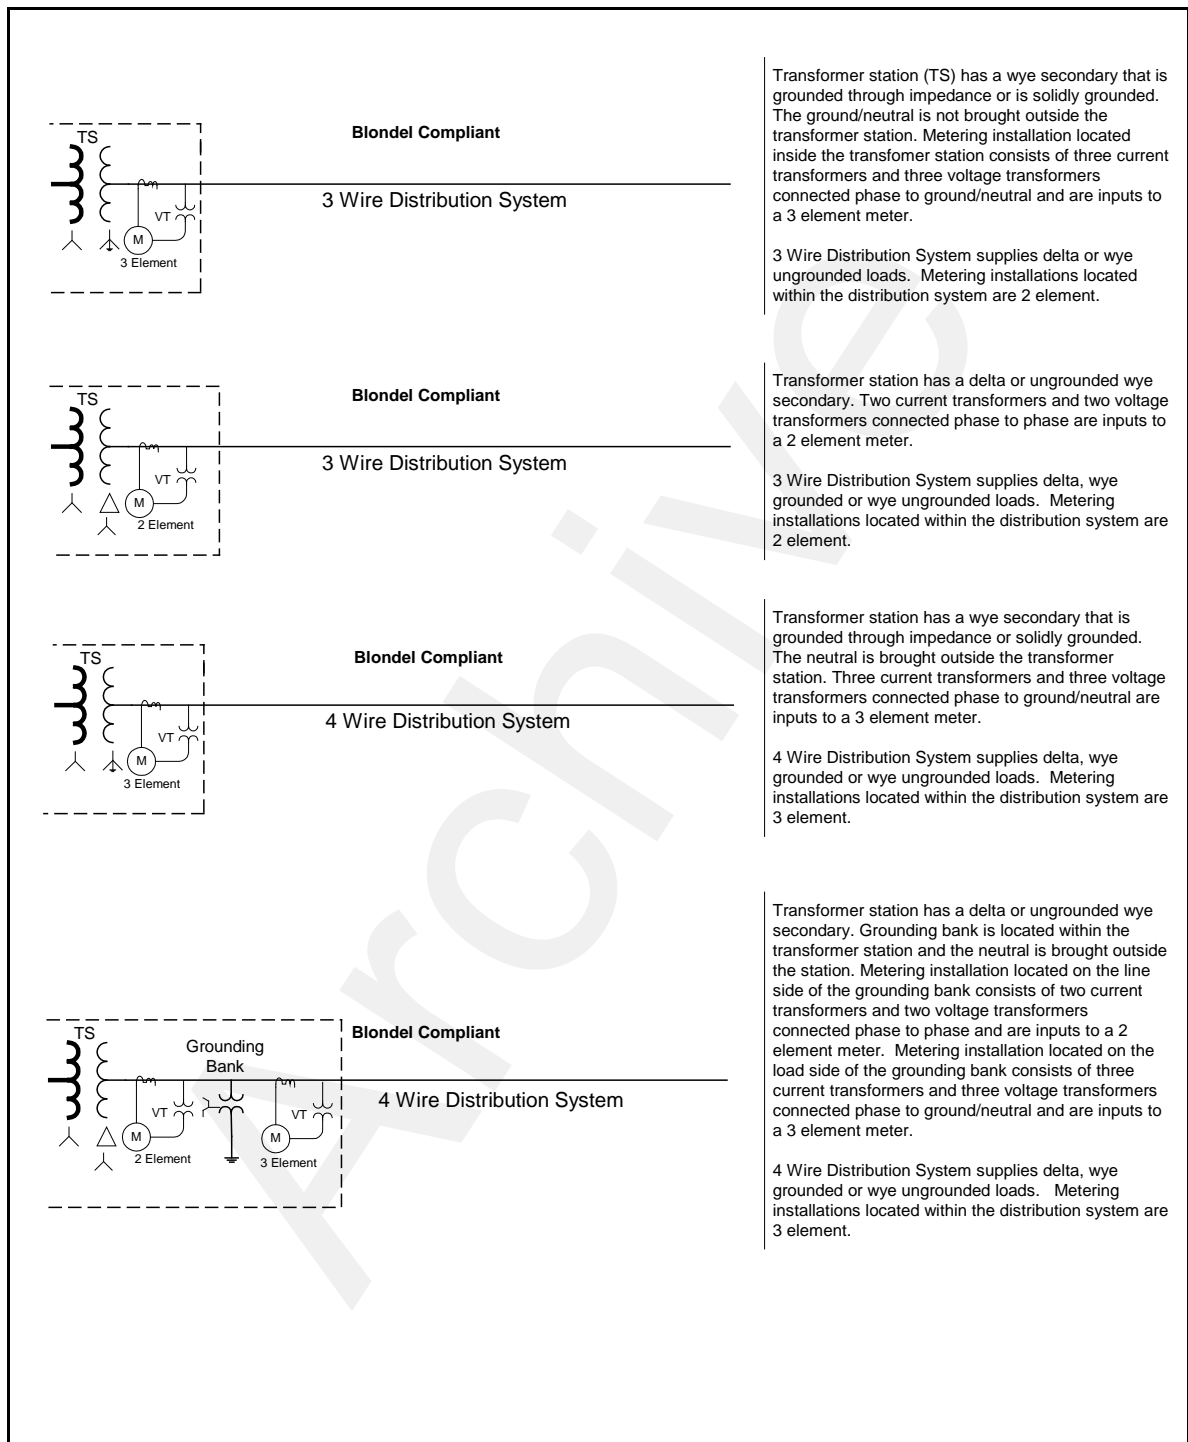 TS
Blondel Compliant
3 Wire Distribution System
VT
M
3 Element
Transformer station (TS) has a wye secondary that is
grounded through impedance or is solidly grounded.
The ground/neutral is not brought outside the
transformer station. Metering installation located
inside the transfomer station consists of three current
transformers and three voltage transformers
connected phase to ground/neutral and are inputs to
a 3 element meter.
3 Wire Distribution System supplies delta or wye
ungrounded loads.  Metering installations located
within the distribution system are 2 element.
TS
Blondel Compliant
3 Wire Distribution System
VT
M
2 Element
Transformer station has a delta or ungrounded wye
secondary. Two current transformers and two voltage
transformers connected phase to phase are inputs to
a 2 element meter.
3 Wire Distribution System supplies delta, wye
grounded or wye ungrounded loads.  Metering
installations located within the distribution system are
2 element.
TS
Blondel Compliant
4 Wire Distribution System
VT
M
3 Element
Transformer station has a wye secondary that is
grounded through impedance or solidly grounded.
The neutral is brought outside the transformer
station. Three current transformers and three voltage
transformers connected phase to ground/neutral are
inputs to a 3 element meter.
4 Wire Distribution System supplies delta, wye
grounded or wye ungrounded loads.  Metering
installations located within the distribution system are
3 element.
TS
Grounding
Bank
Blondel Compliant
4 Wire Distribution System
VT
VT
M
M
2 Element
3 Element
Transformer station has a delta or ungrounded wye
secondary. Grounding bank is located within the
transformer station and the neutral is brought outside
the station. Metering installation located on the line
side of the grounding bank consists of two current
transformers and two voltage transformers
connected phase to phase and are inputs to a 2
element meter.  Metering installation located on the
load side of the grounding bank consists of three
current transformers and three voltage transformers
connected phase to ground/neutral and are inputs to
a 3 element meter.
4 Wire Distribution System supplies delta, wye
grounded or wye ungrounded loads.   Metering
installations located within the distribution system are
3 element.
Archive